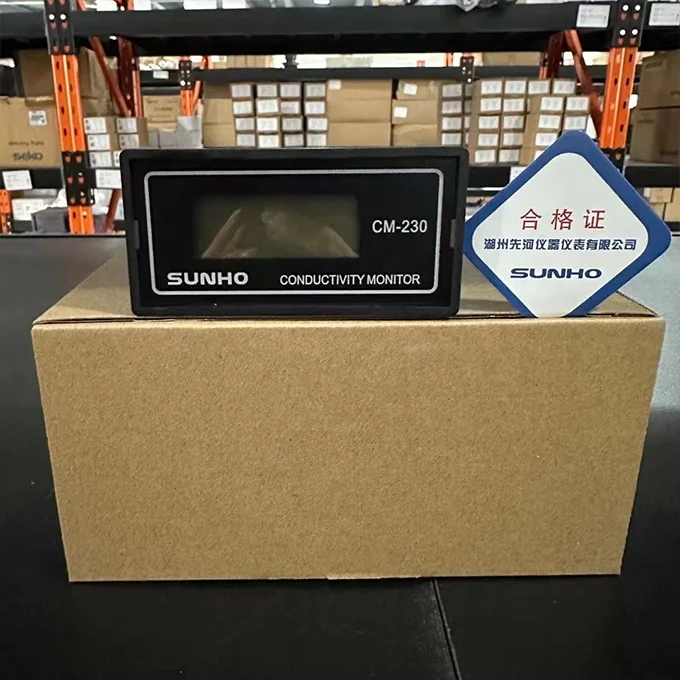 seko
CM-230
SUNHO
CONDUCTIVITY MONITOR
合格证
湖州先河仪器仪表有限公司
SUNHO